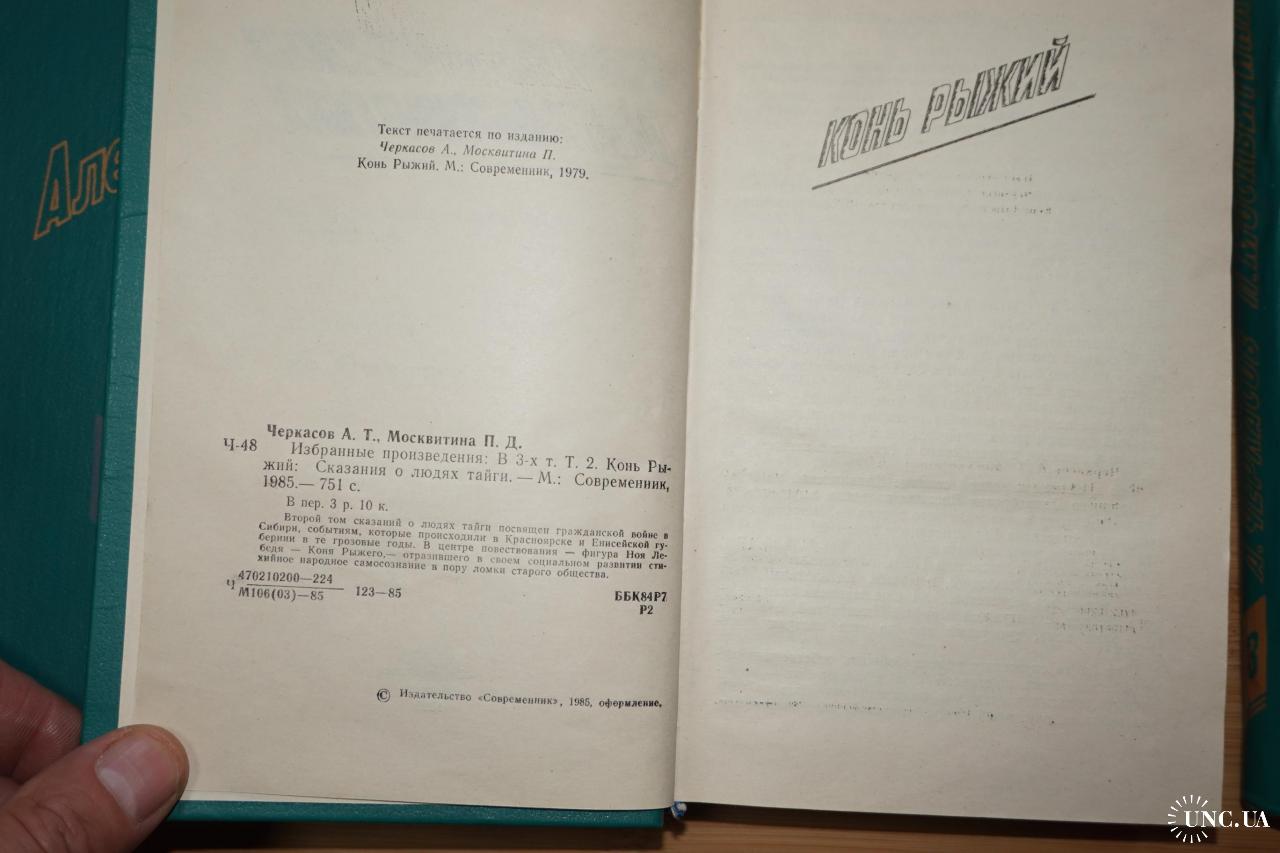 Але
Текст печатается по изданию:
Черкасов А., Москвитина П.
Конь Рыжий. М.: Современник, 1979.
Черкасов А. Т., Москвитина П. Д.
Ч-48
Избранные произведения: В 3-х т. Т. 2. Конь Ры-
жий: Сказания о людях тайги. — М.: Современник,
1985.— 751 с.
В пер. 3 р. 10 к.
Второй том сказаний о людях тайги посвящен гражданской войне в
Сибири, событиям, которые происходили в Красноярске и Енисейской гу-
бернии в те грозовые годы. В центре повествования — фигура Ноя Ле-
бедя — Коня Рыжего,— отразившего в своем социальном развитии сти-
хийное народное самосознание в пору ломки старого общества.
Ч 470210200—224
М106(03)—85
123—85
ББК84Р7
Р2
© Издательство «Современник», 1985, оформление.
КОНЬ РЫЖИЙ
3
UNC.UA